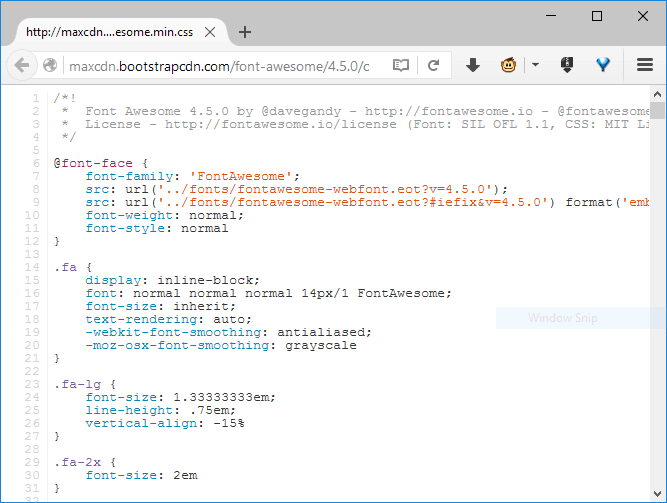 http://maxcdn....esome.min.css
maxcdn.bootstrapcdn.com/font-awesome/4.5.0/c
1 /*!
2  *  Font Awesome 4.5.0 by @davegandy - http://fontawesome.io - @fontawesome
3  *  License - http://fontawesome.io/license (Font: SIL OFL 1.1, CSS: MIT Li
4  */
5
6 @font-face {
7     font-family: 'FontAwesome';
8     src: url('../fonts/fontawesome-webfont.eot?v=4.5.0');
9     src: url('../fonts/fontawesome-webfont.eot?#iefix&v=4.5.0') format('emb
10     font-weight: normal;
11     font-style: normal
12 }
13
14 .fa {
15     display: inline-block;
16     font: normal normal normal 14px/1 FontAwesome;
17     font-size: inherit;
18     text-rendering: auto;
19     -webkit-font-smoothing: antialiased;
20     -moz-osx-font-smoothing: grayscale
21 }
22
23 .fa-lg {
24     font-size: 1.33333333em;
25     line-height: .75em;
26     vertical-align: -15%
27 }
28
29 .fa-2x {
30     font-size: 2em
31 }
32
Window Snip